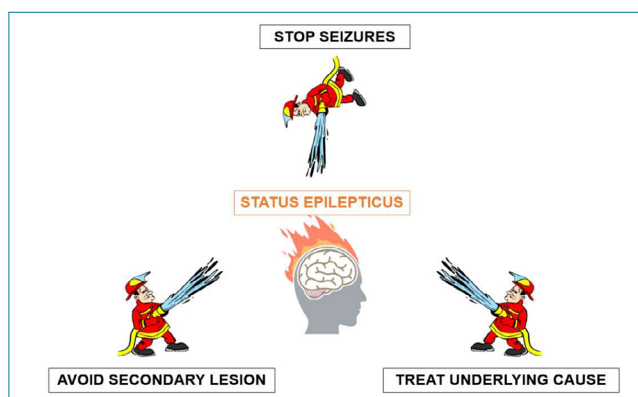 STOP SEIZURES
STATUS EPILEPTICUS
AVOID SECONDARY LESION
TREAT UNDERLYING CAUSE